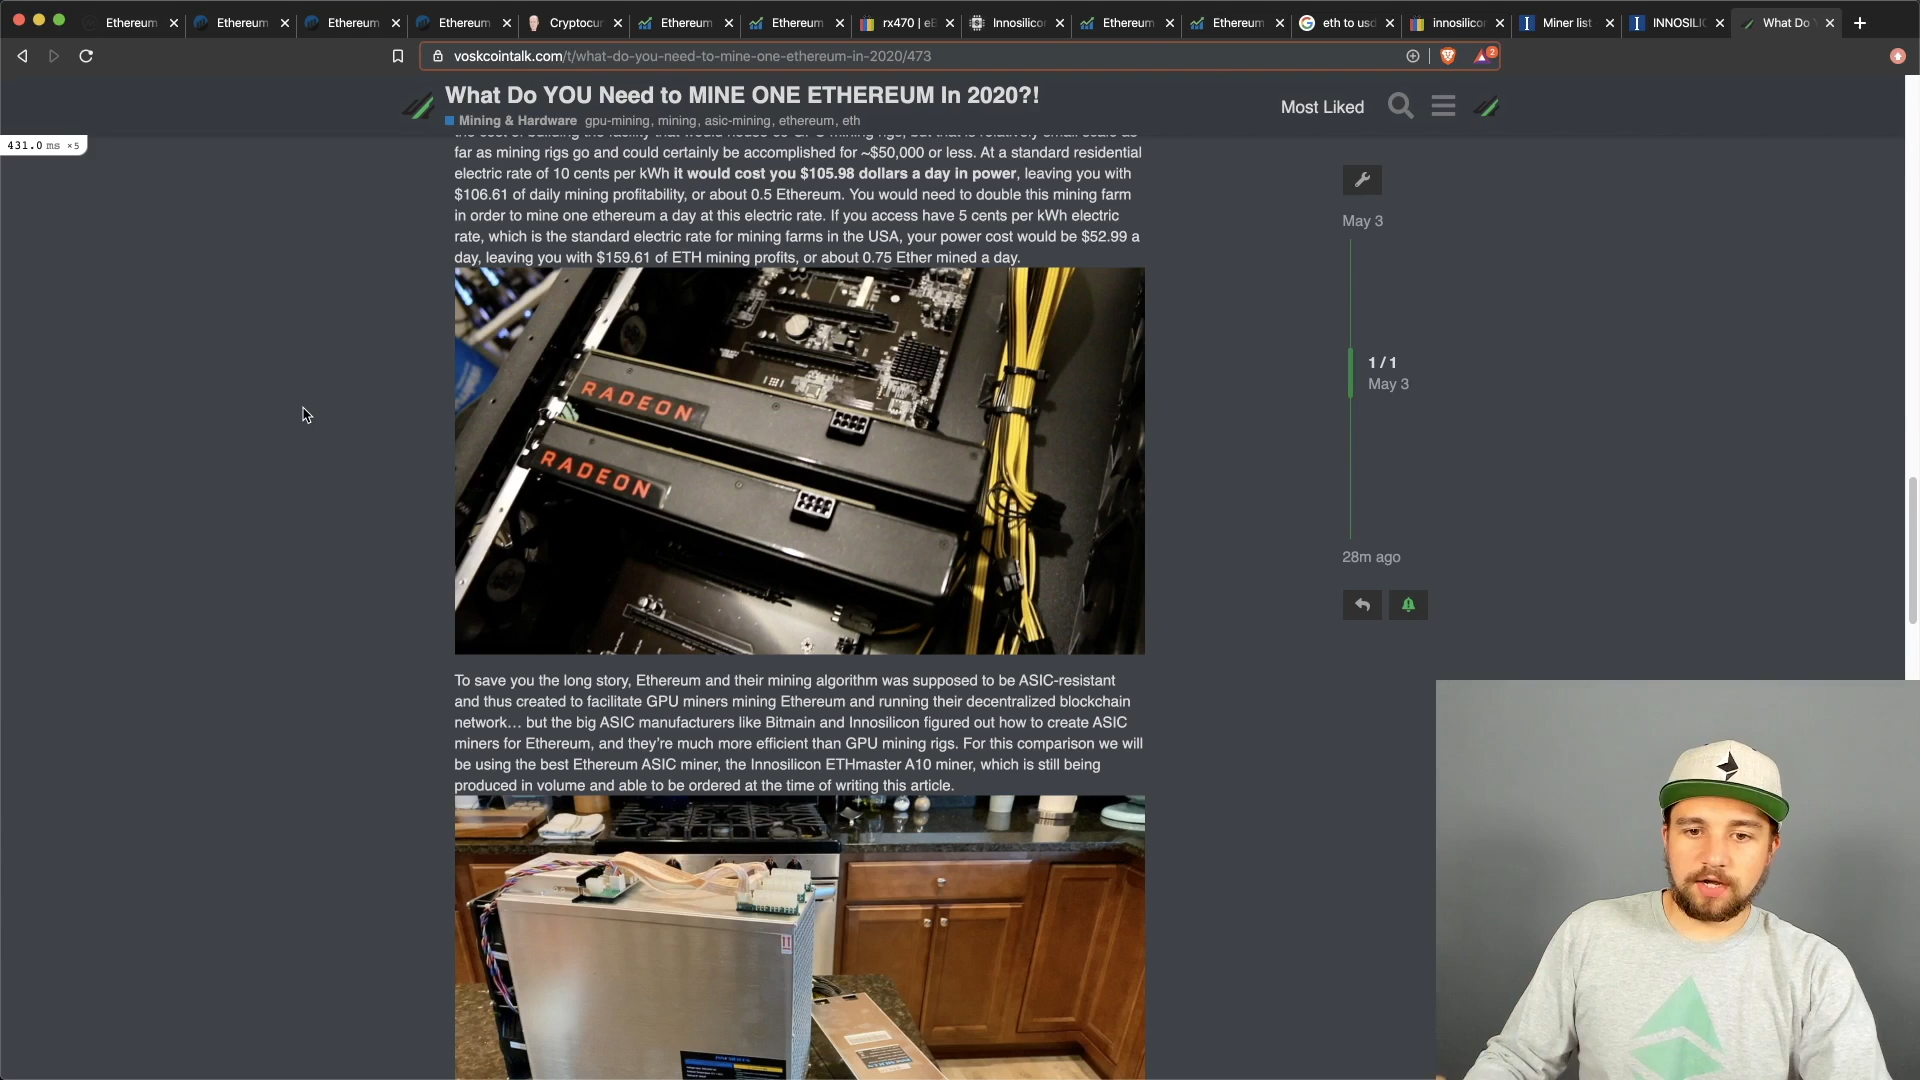 Ethereum
Ethereum
Ethereum
Ethereum
Cryptocur
Ethereum
Ethereum
rx470 | eB
Innosilicon
Ethereum
Ethereum
eth to usd
innosilicon
Miner list
INNOSILIC
What Do Y
voskcointalk.com/t/what-do-you-need-to-mine-one-ethereum-in-2020/473
2
What Do YOU Need to MINE ONE ETHEREUM In 2020?!
Mining & Hardware gpu-mining, mining, asic-mining, ethereum, eth
Most Liked
431.0 ms ×5
far as mining rigs go and could certainly be accomplished for ~$50,000 or less. At a standard residential
electric rate of 10 cents per kWh it would cost you $105.98 dollars a day in power, leaving you with
$106.61 of daily mining profitability, or about 0.5 Ethereum. You would need to double this mining farm
in order to mine one ethereum a day at this electric rate. If you access have 5 cents per kWh electric
rate, which is the standard electric rate for mining farms in the USA, your power cost would be $52.99 a
day, leaving you with $159.61 of ETH mining profits, or about 0.75 Ether mined a day.
May 3
1 / 1
May 3
28m ago
RADEON
RADEON
To save you the long story, Ethereum and their mining algorithm was supposed to be ASIC-resistant
and thus created to facilitate GPU miners mining Ethereum and running their decentralized blockchain
network… but the big ASIC manufacturers like Bitmain and Innosilicon figured out how to create ASIC
miners for Ethereum, and they're much more efficient than GPU mining rigs. For this comparison we will
be using the best Ethereum ASIC miner, the Innosilicon ETHmaster A10 miner, which is still being
produced in volume and able to be ordered at the time of writing this article.